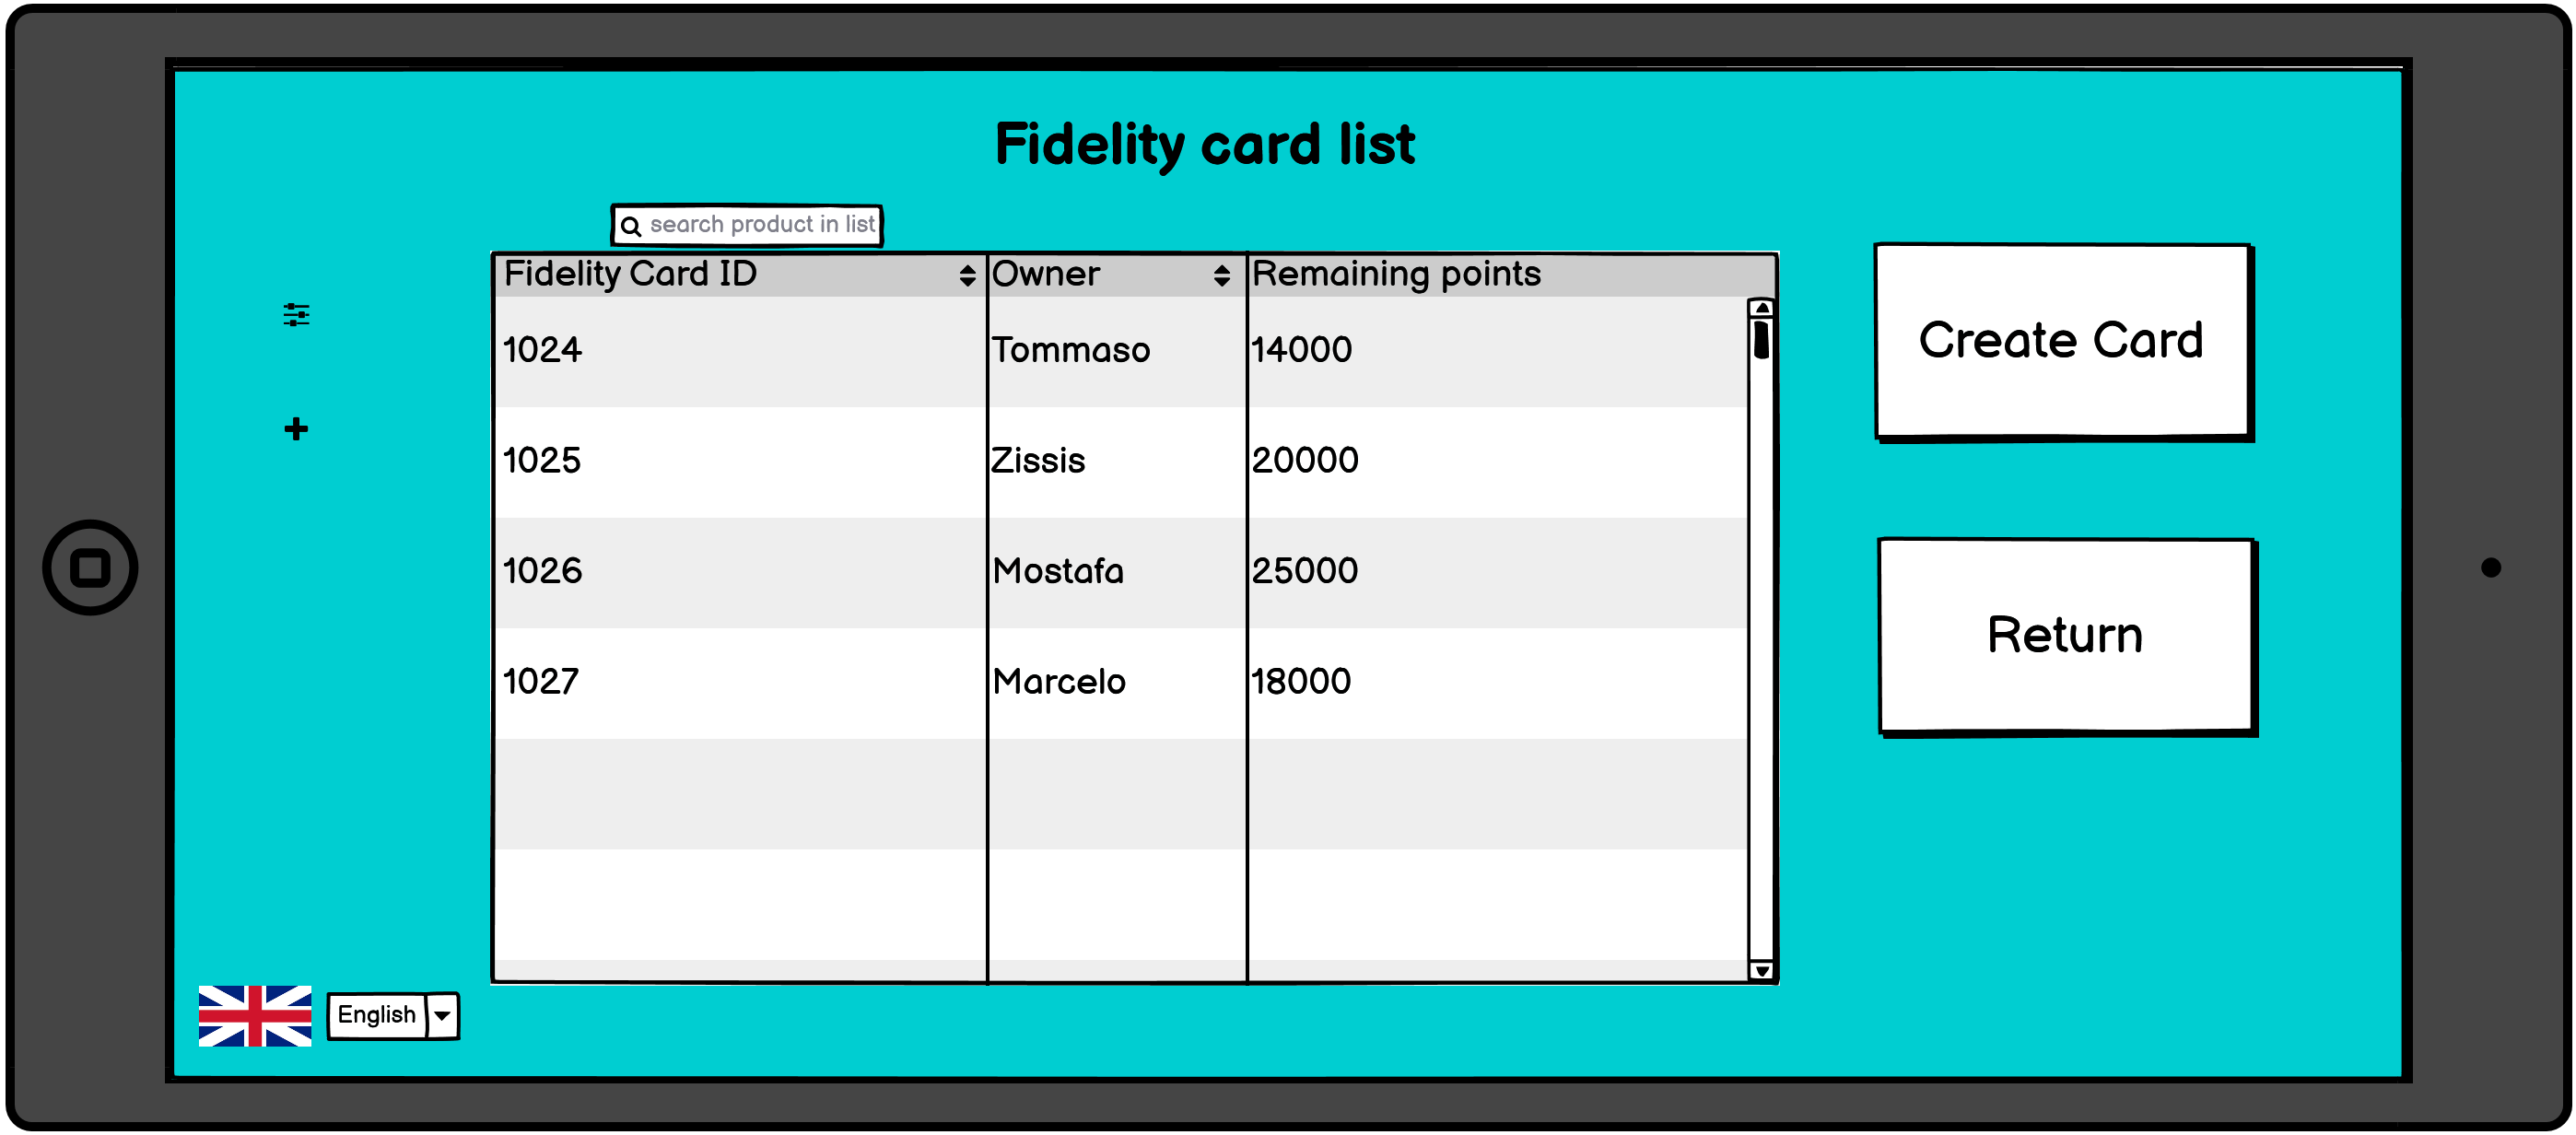 Fidelity card list
search product in list
Fidelity Card ID Owner Remaining points
1024 Tommaso 14000
1025 Zissis 20000
1026 Mostafa 25000
1027 Marcelo 18000
Create Card
Return
English